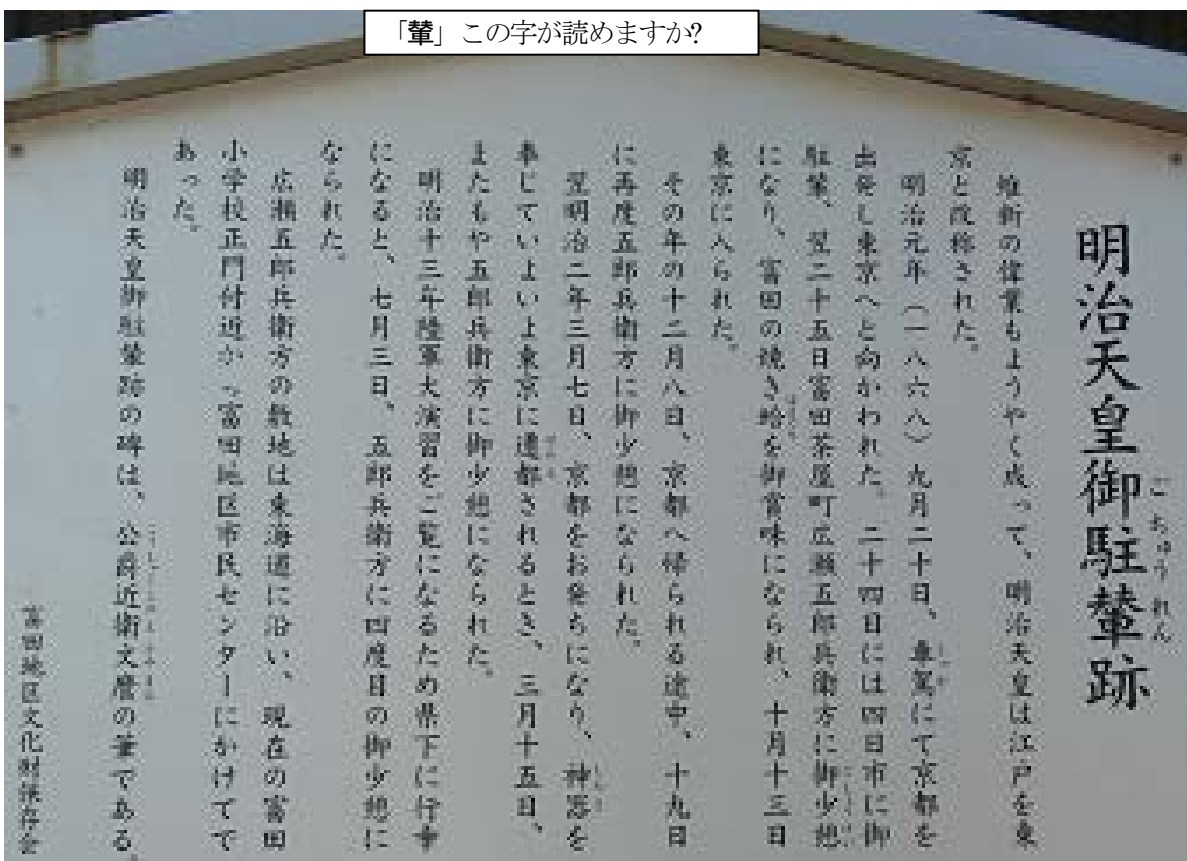 「輦」この字が読めますか?
明治天皇御駐輦跡
ごちゅうれん
維新の偉業もようやく成って、明治天皇は江戸を東
京と改称された。
明治元年(一八六八)九月二十日、車駕にて京都を
出発し東京へと向かわれた。二十四日には四日市に御
駐輦、翌二十五日富田茶屋町広瀬五郎兵衛方に御少憩
になり、富田の焼き蛤を御賞味になられ、十月十三日
東京に入られた。
その年の十二月八日、京都へ帰られる途中、十九日
に再度五郎兵衛方に御少憩になられた。
翌明治二年三月七日、京都をお発ちになり、神器を
奉じていよいよ東京に遷都されるとき、三月十五日、
またもや五郎兵衛方に御少憩になられた。
明治十三年陸軍大演習をご覧になるため県下に行幸
になると、七月三日、五郎兵衛方に四度目の御少憩に
なられた。
広瀬五郎兵衛方の敷地は東海道に沿い、現在の富田
小学校正門付近かっ富田地区市民センターにかけてて
あった。
明治天皇御駐輦跡の碑は、公爵近衛文麿の筆である。
富田地区文化財保存会